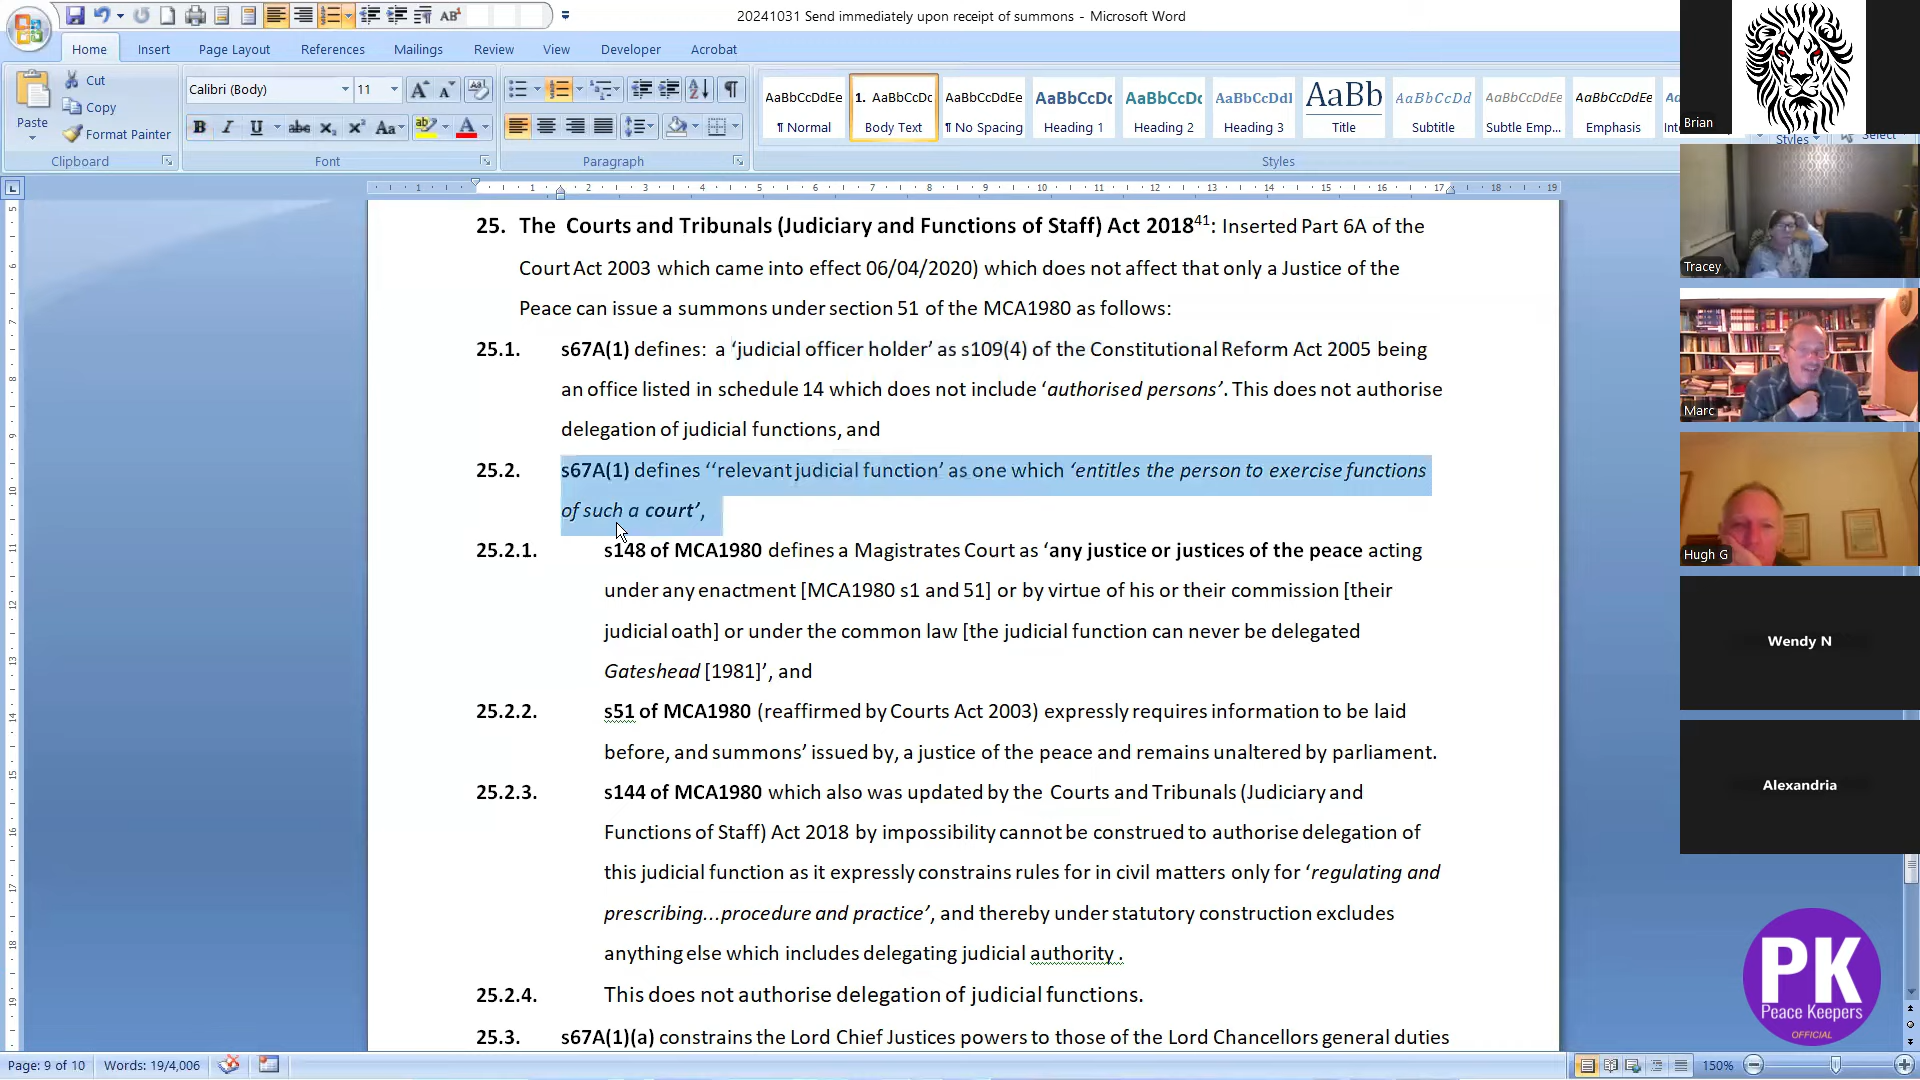 20241031 Send immediately upon receipt of summons - Microsoft Word
Home Insert Page Layout References Mailings Review View Developer Acrobat
Paste
Cut
Copy
Format Painter
Clipboard
Calibri (Body) 11
Font
Paragraph
AaBbCcDdEe AaBbCcDc AaBbCcDdEe AaBbCcDc AaBbCcDc AaBbCcDdI AaBb AaBbCcDd AaBbCcDdEe AaBbCcDdEe
¶ Normal Body Text ¶ No Spacing Heading 1 Heading 2 Heading 3 Title Subtitle Subtle Emp... Emphasis
Styles
Styles Select
25. The Courts and Tribunals (Judiciary and Functions of Staff) Act 2018⁴¹: Inserted Part 6A of the
Court Act 2003 which came into effect 06/04/2020) which does not affect that only a Justice of the
Peace can issue a summons under section 51 of the MCA1980 as follows:
25.1. s67A(1) defines: a ‘judicial officer holder’ as s109(4) of the Constitutional Reform Act 2005 being
an office listed in schedule 14 which does not include ‘authorised persons’. This does not authorise
delegation of judicial functions, and
25.2. s67A(1) defines ‘‘relevant judicial function’ as one which ‘entitles the person to exercise functions
of such a court’,
25.2.1. s148 of MCA1980 defines a Magistrates Court as ‘any justice or justices of the peace acting
under any enactment [MCA1980 s1 and 51] or by virtue of his or their commission [their
judicial oath] or under the common law [the judicial function can never be delegated
Gateshead [1981]’, and
25.2.2. s51 of MCA1980 (reaffirmed by Courts Act 2003) expressly requires information to be laid
before, and summons’ issued by, a justice of the peace and remains unaltered by parliament.
25.2.3. s144 of MCA1980 which also was updated by the Courts and Tribunals (Judiciary and
Functions of Staff) Act 2018 by impossibility cannot be construed to authorise delegation of
this judicial function as it expressly constrains rules for in civil matters only for ‘regulating and
prescribing...procedure and practice’, and thereby under statutory construction excludes
anything else which includes delegating judicial authority .
25.2.4. This does not authorise delegation of judicial functions.
25.3. s67A(1)(a) constrains the Lord Chief Justices powers to those of the Lord Chancellors general duties
Page: 9 of 10 Words: 19/4,006
150%
Brian
Tracey
Marc
Hugh G
Wendy N
Alexandria
PK
Peace Keepers
OFFICIAL